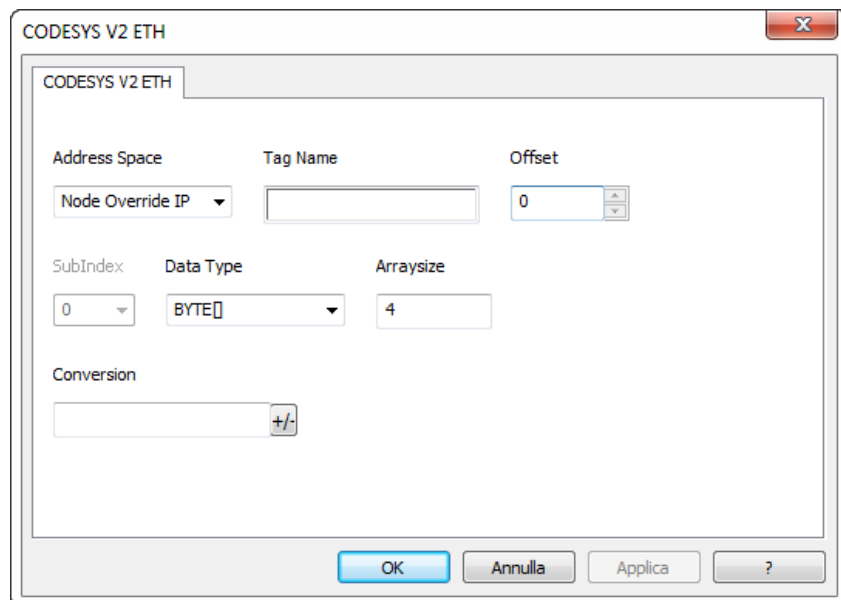 CODESYS V2 ETH
CODESYS V2 ETH
Address Space Tag Name Offset
Node Override IP 0
SubIndex Data Type Arraysize
0 BYTE[] 4
Conversion
+/-
OK Annulla Applica ?